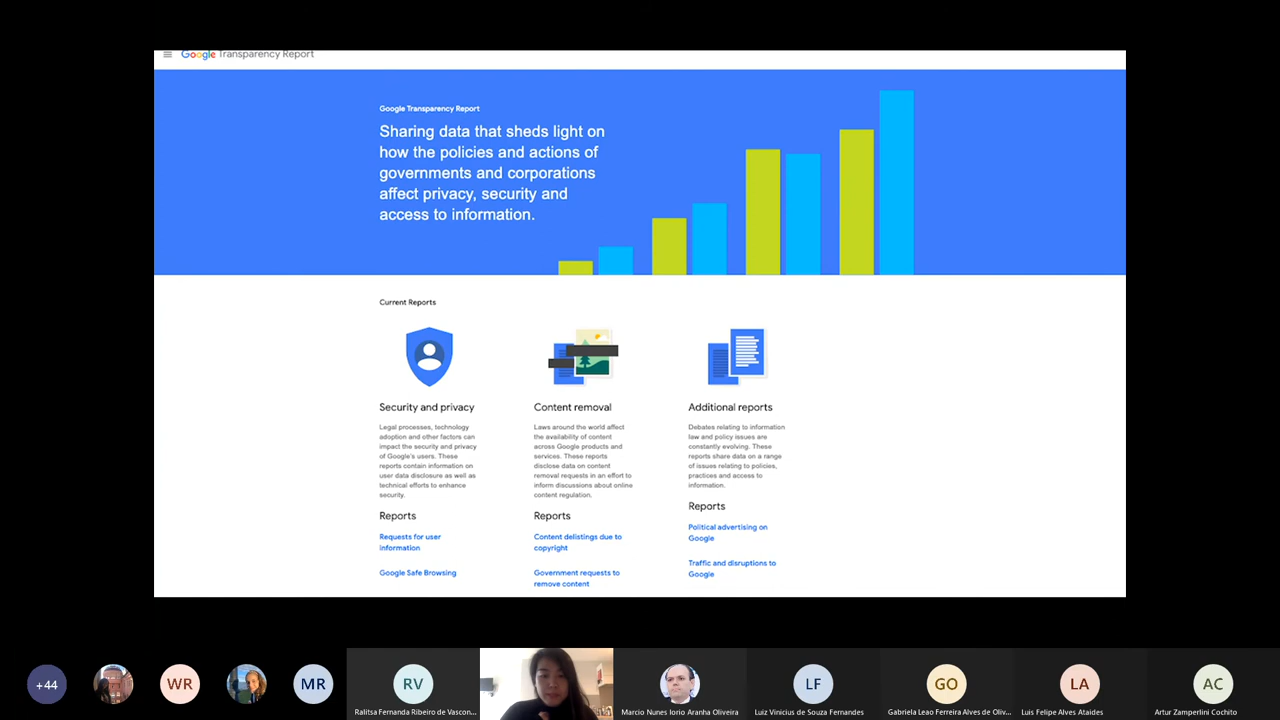 Google Transparency Report
Google Transparency Report
Sharing data that sheds light on
how the policies and actions of
governments and corporations
affect privacy, security and
access to information.
Current Reports
Security and privacy
Legal processes, technology
adoption and other factors can
impact the security and privacy
of Google's users. These
reports contain information on
user data disclosure as well as
technical efforts to enhance
security.
Reports
Requests for user
information
Google Safe Browsing
Content removal
Laws around the world affect
the availability of content
across Google products and
services. These reports
disclose data on content
removal requests in an effort to
inform discussions about online
content regulation.
Reports
Content delistings due to
copyright
Government requests to
remove content
Additional reports
Debates relating to information
law and policy issues are
constantly evolving. These
reports share data on a range
of issues relating to policies,
practices and access to
information.
Reports
Political advertising on
Google
Traffic and disruptions to
Google
+44
WR
MR
RV
Ralitsa Fernanda Ribeiro de Vascon...
Marcio Nunes Iorio Aranha Oliveira
LF
Luiz Vinicius de Souza Fernandes
GO
Gabriela Leao Ferreira Alves de Oliv...
LA
Luis Felipe Alves Ataides
AC
Artur Zamperlini Cochito